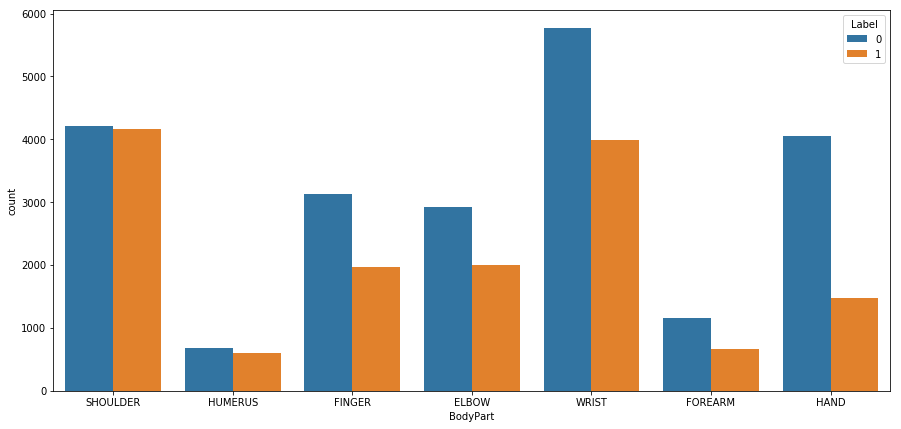 Label
0
1
count
6000
5000
4000
3000
2000
1000
0
SHOULDER HUMERUS FINGER ELBOW WRIST FOREARM HAND
BodyPart